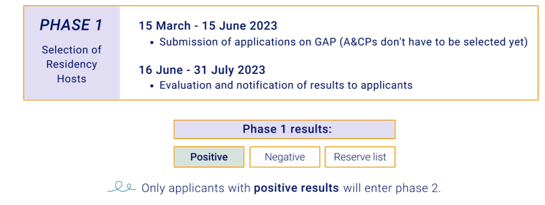 PHASE 1
Selection of
Residency
Hosts
15 March - 15 June 2023
• Submission of applications on GAP (A&CPs don't have to be selected yet)
16 June - 31 July 2023
• Evaluation and notification of results to applicants
Phase 1 results:
Positive
Negative
Reserve list
Only applicants with positive results will enter phase 2.